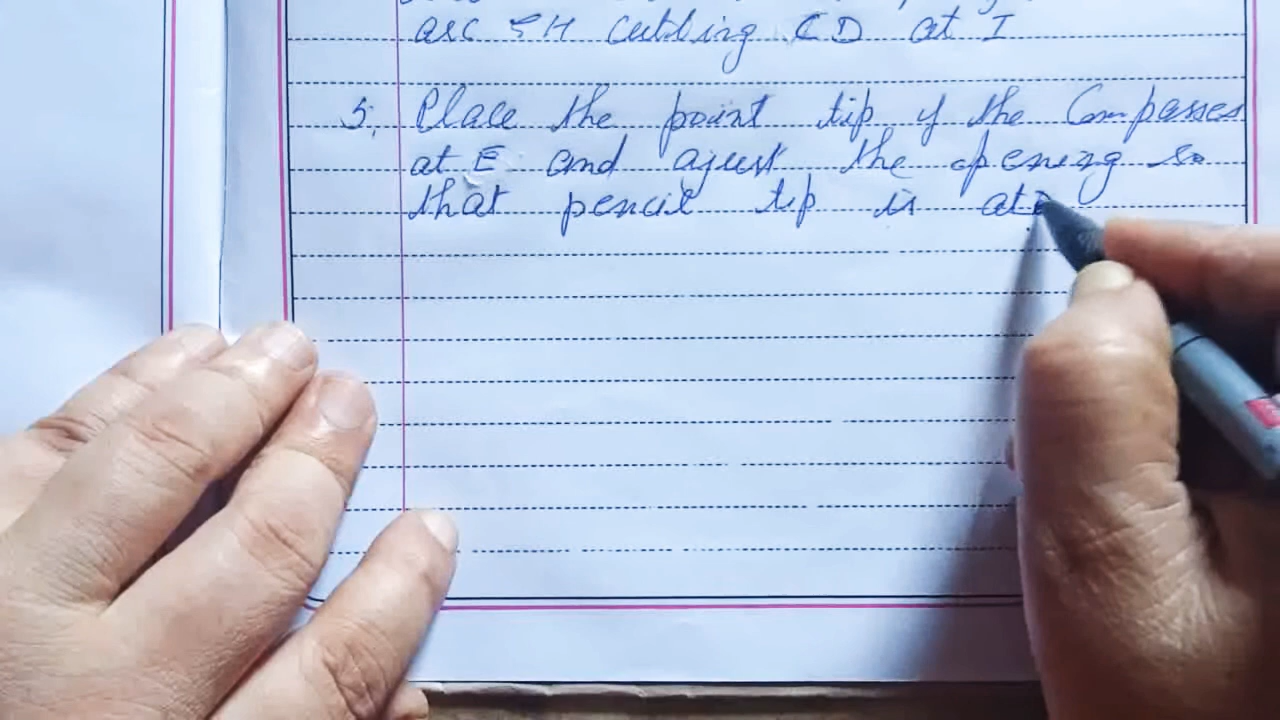 arc GH cutting CD at I
5, Place the point tip of the Compasses
at E and ajust the opening so
that pencil tip is at